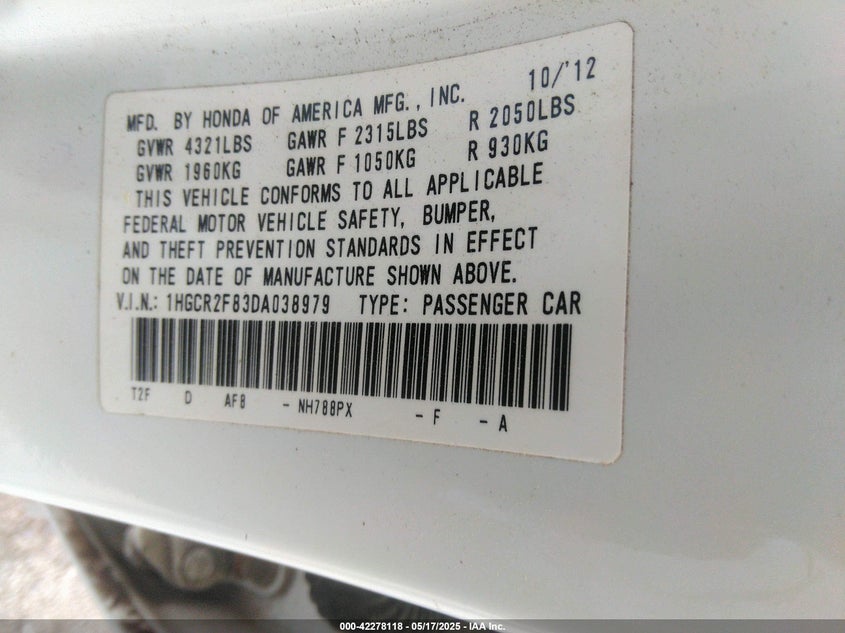 10/'12
MFD. BY HONDA OF AMERICA MFG., INC.
GVWR 4321LBS GAWR F 2315LBS R 2050LBS
GVWR 1960KG GAWR F 1050KG R 930KG
THIS VEHICLE CONFORMS TO ALL APPLICABLE
FEDERAL MOTOR VEHICLE SAFETY, BUMPER,
AND THEFT PREVENTION STANDARDS IN EFFECT
ON THE DATE OF MANUFACTURE SHOWN ABOVE.
V.I.N.: 1HGCR2F83DA038979 TYPE: PASSENGER CAR
T2F D AF8 - NH788PX - F - A
000-42278118 - 05/17/2025 - IAA Inc.